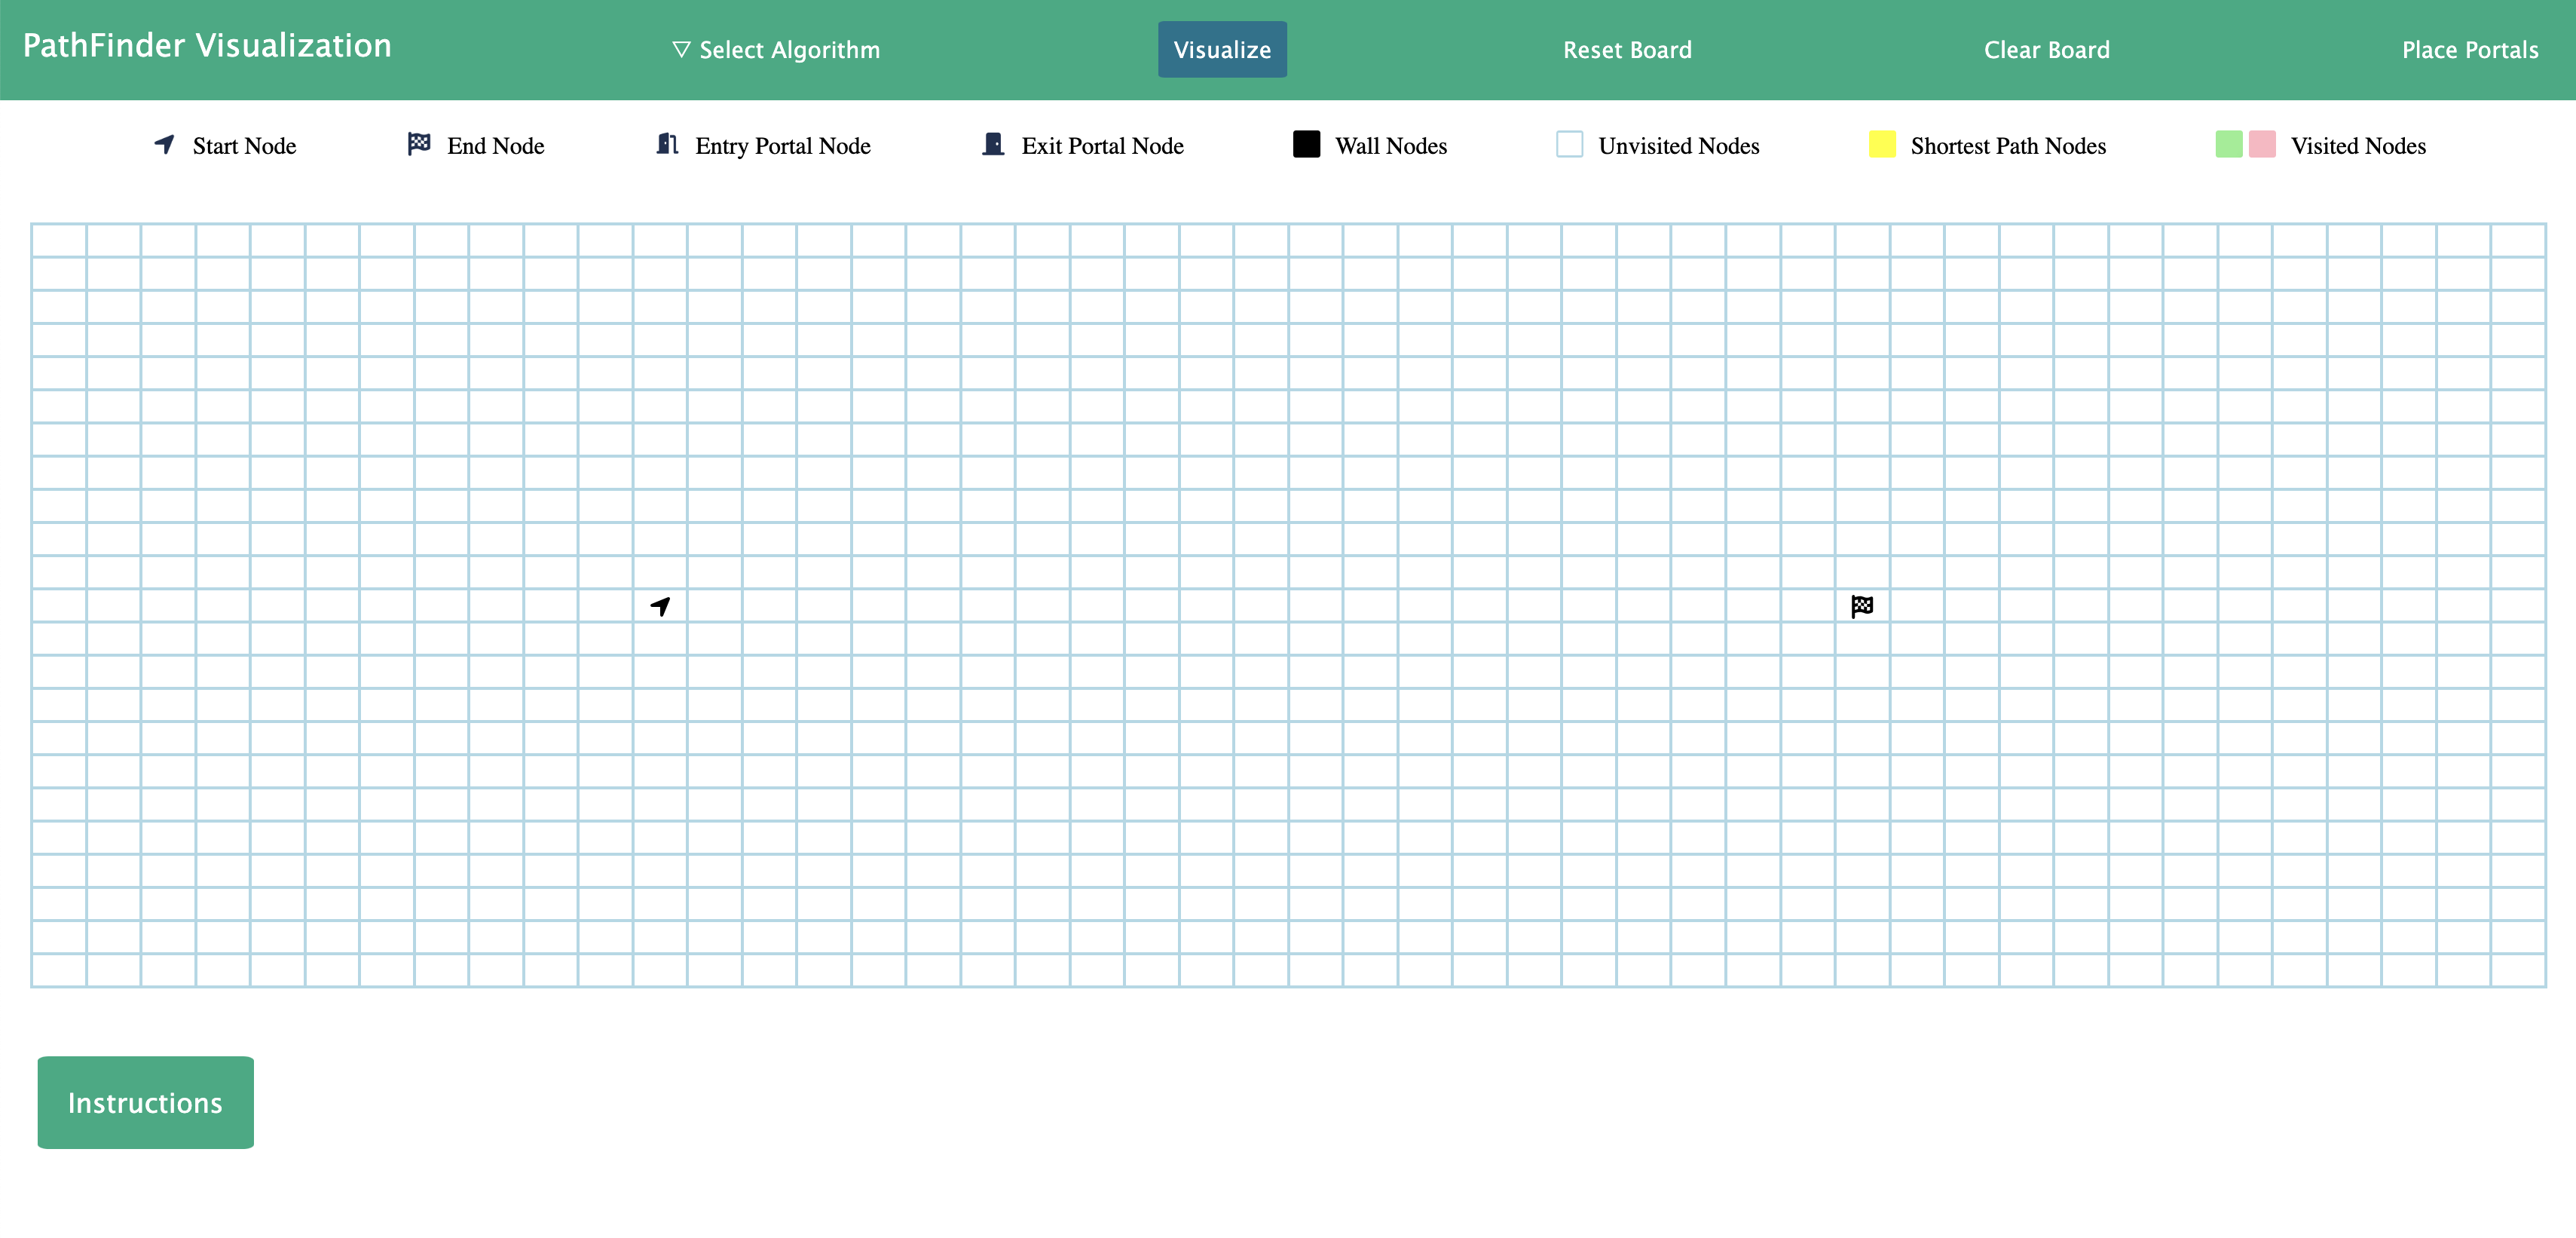 PathFinder Visualization
▽ Select Algorithm
Visualize
Reset Board
Clear Board
Place Portals
Start Node
End Node
Entry Portal Node
Exit Portal Node
Wall Nodes
Unvisited Nodes
Shortest Path Nodes
Visited Nodes
Instructions